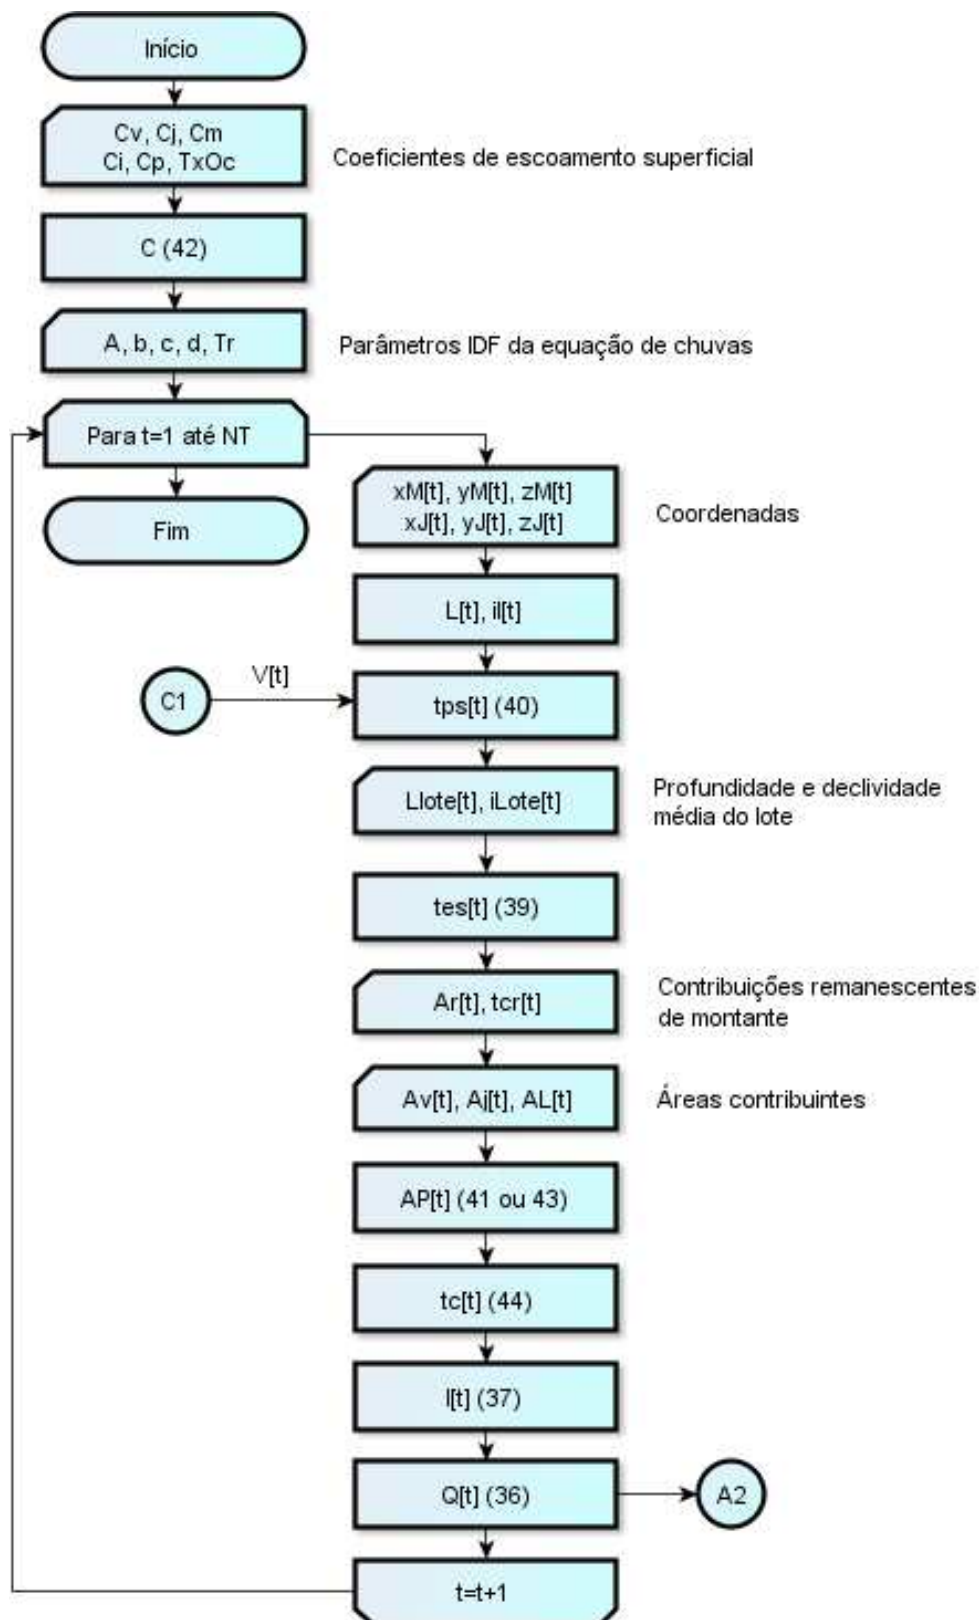 Início
Cv, Cj, Cm
Ci, Cp, TxOc
Coeficientes de escoamento superficial
C (42)
A, b, c, d, Tr
Parâmetros IDF da equação de chuvas
Para t=1 até NT
Fim
xM[t], yM[t], zM[t]
xJ[t], yJ[t], zJ[t]
Coordenadas
L[t], il[t]
C1
V[t]
tps[t] (40)
Llote[t], iLote[t]
Profundidade e declividade
média do lote
tes[t] (39)
Ar[t], tcr[t]
Contribuições remanescentes
de montante
Av[t], Aj[t], AL[t]
Áreas contribuintes
AP[t] (41 ou 43)
tc[t] (44)
I[t] (37)
Q[t] (36)
A2
t=t+1